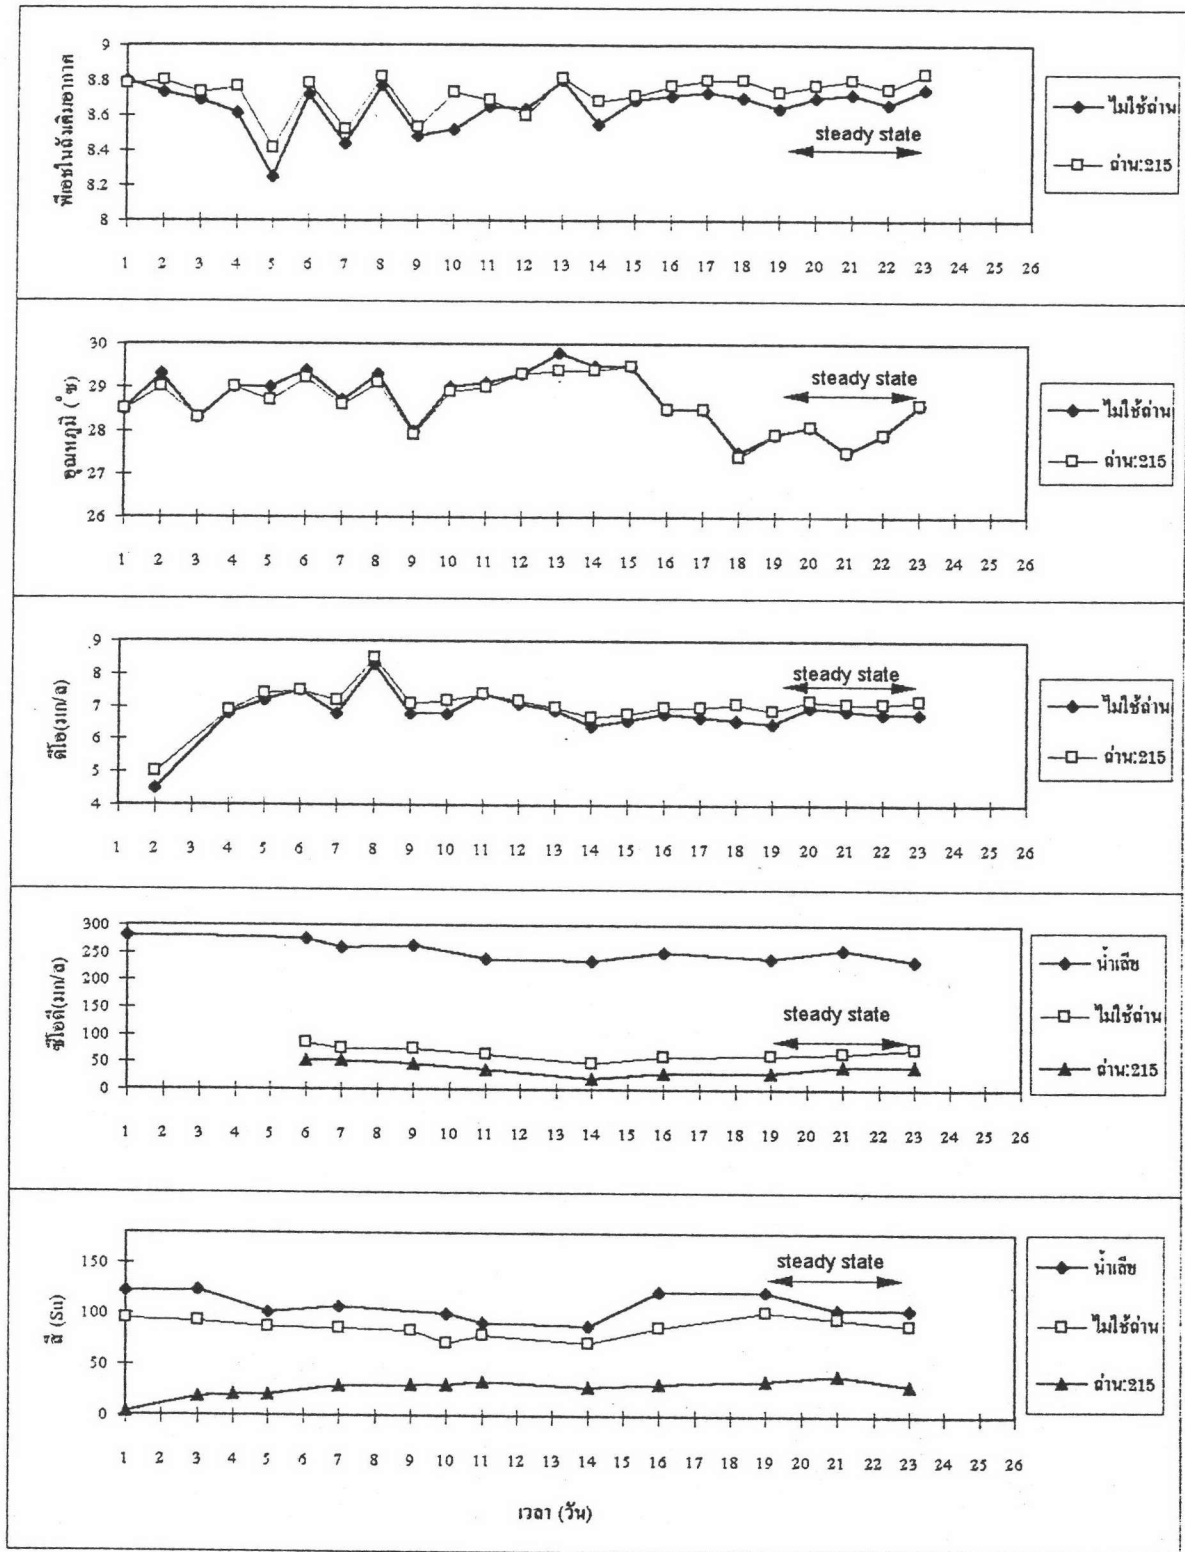 พีเอชในถังเติมอากาศ
9
8.8
8.6
8.4
8.2
8
steady state
ไม่ใช้ถ่าน
ถ่าน:215
1 2 3 4 5 6 7 8 9 10 11 12 13 14 15 16 17 18 19 20 21 22 23 24 25 26
อุณหภูมิ (°ซ)
30
29
28
27
26
steady state
ไม่ใช้ถ่าน
ถ่าน:215
1 2 3 4 5 6 7 8 9 10 11 12 13 14 15 16 17 18 19 20 21 22 23 24 25 26
ดีโอ(มก/ล)
9
8
7
6
5
4
steady state
ไม่ใช้ถ่าน
ถ่าน:215
1 2 3 4 5 6 7 8 9 10 11 12 13 14 15 16 17 18 19 20 21 22 23 24 25 26
ซีโอดี(มก/ล)
300
250
200
150
100
50
0
steady state
น้ำเสีย
ไม่ใช้ถ่าน
ถ่าน:215
1 2 3 4 5 6 7 8 9 10 11 12 13 14 15 16 17 18 19 20 21 22 23 24 25 26
สี (SU)
150
100
50
0
steady state
น้ำเสีย
ไม่ใช้ถ่าน
ถ่าน:215
1 2 3 4 5 6 7 8 9 10 11 12 13 14 15 16 17 18 19 20 21 22 23 24 25 26
เวลา (วัน)